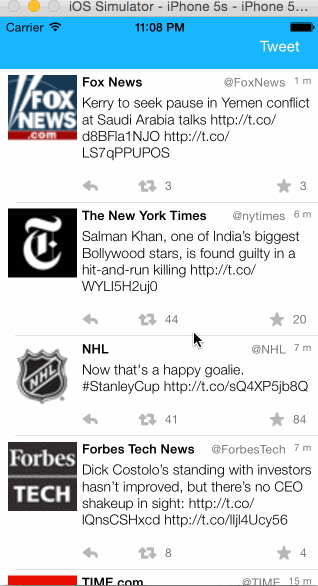 iOS Simulator - iPhone 5s - iPhone 5...
Carrier 11:08 PM
Tweet
FOX NEWS .com
Fox News @FoxNews 1 m
Kerry to seek pause in Yemen conflict
at Saudi Arabia talks http://t.co/
d8BFla1NJO http://t.co/
LS7qPPUPOS
3 3
The New York Times @nytimes 6 m
Salman Khan, one of India's biggest
Bollywood stars, is found guilty in a
hit-and-run killing http://t.co/
WYLI5H2uj0
44 20
NHL
NHL @NHL 7 m
Now that's a happy goalie.
#StanleyCup http://t.co/sQ4XP5jb8Q
41 84
Forbes TECH
Forbes Tech News @ForbesTech 7 m
Dick Costolo's standing with investors
hasn't improved, but there's no CEO
shakeup in sight: http://t.co/
lQnsCSHxcd http://t.co/lljl4Ucy56
8 4
TIME.com @TIME 15 m